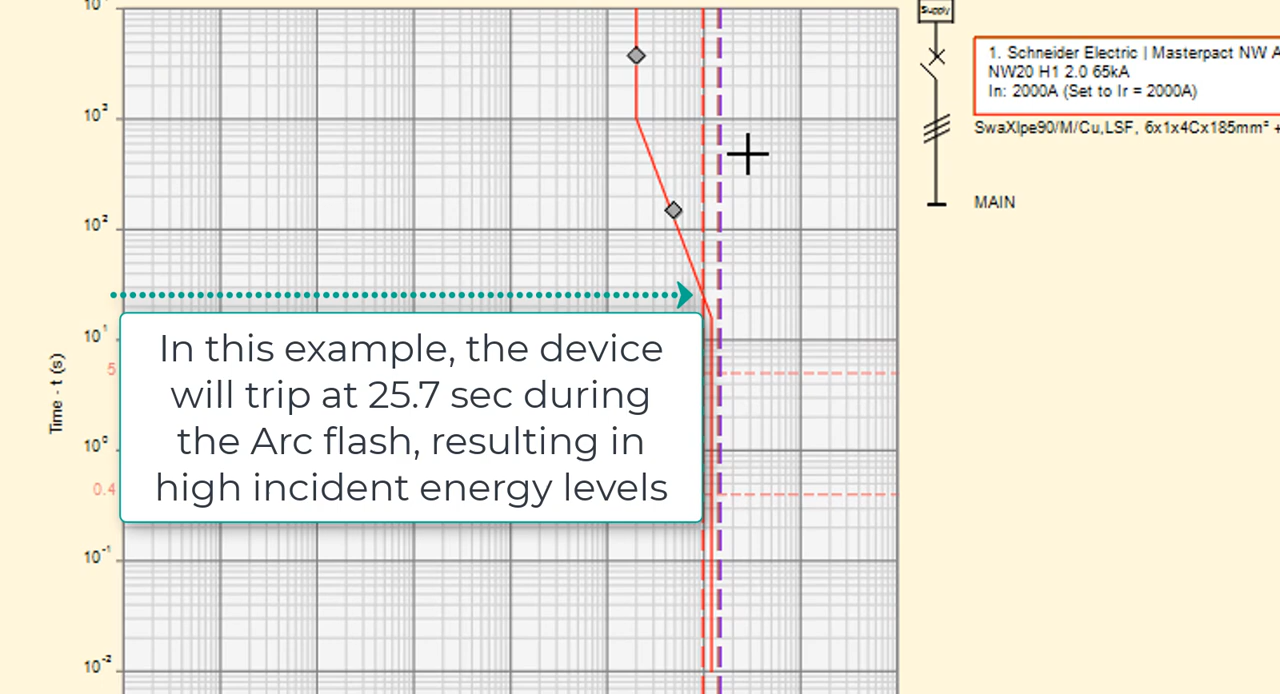 Supply
1. Schneider Electric | Masterpact NW A
NW20 H1 2.0 65kA
In: 2000A (Set to Ir = 2000A)
SwaXlpe90/M/Cu,LSF, 6x1x4Cx185mm² +
MAIN
10³
10²
10¹
5
10⁰
0.4
10⁻¹
10⁻²
Time - t (s)
In this example, the device
will trip at 25.7 sec during
the Arc flash, resulting in
high incident energy levels